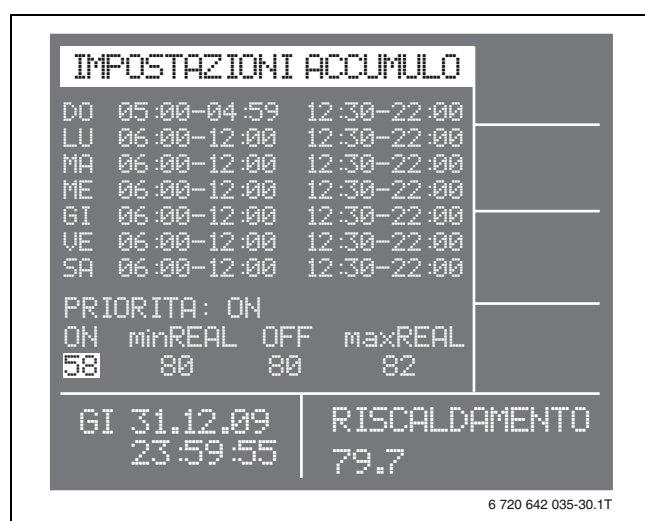 IMPOSTAZIONI ACCUMULO
DO 05:00-04:59 12:30-22:00
LU 06:00-12:00 12:30-22:00
MA 06:00-12:00 12:30-22:00
ME 06:00-12:00 12:30-22:00
GI 06:00-12:00 12:30-22:00
VE 06:00-12:00 12:30-22:00
SA 06:00-12:00 12:30-22:00
PRIORITA: ON
ON minREAL OFF maxREAL
58 80 80 82
GI 31.12.09 RISCALDAMENTO
23:59:55 79.7
6 720 642 035-30.1T